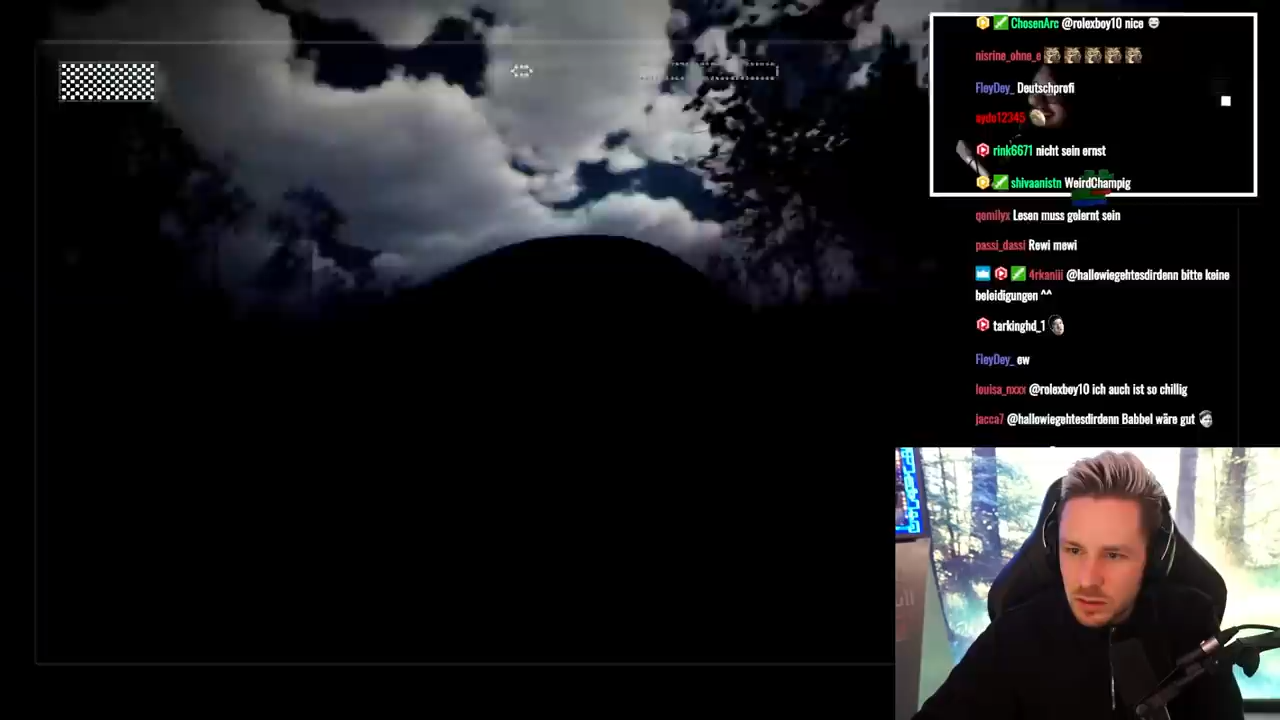 ChosenArc @rolexboy10 nice
nisrine_ohne_e
FleyDey_ Deutschprofi
aydo12345
rink6671 nicht sein ernst
shivaanistn WeirdChampig
qemilyx Lesen muss gelernt sein
passi_dassi Rewi mewi
4rkaniii @hallowiegehtesdirdenn bitte keine
beleidigungen ^^
tarkinghd_1
FleyDey_ ew
louisa_nxxx @rolexboy10 ich auch ist so chillig
jacca7 @hallowiegehtesdirdenn Babbel wäre gut